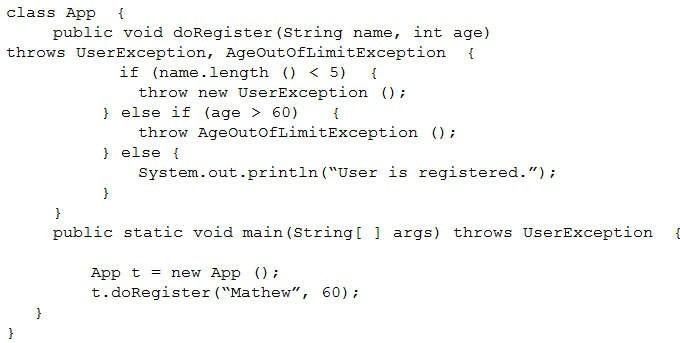 class App  {
     public void doRegister(String name, int age)
throws UserException, AgeOutOfLimitException  {
            if (name.length () < 5)  {
              throw new UserException ();
          } else if (age > 60)    {
              throw AgeOutOfLimitException ();
          } else {
              System.out.println(“User is registered.”);
          }
     }
     public static void main(String[ ] args) throws UserException  {
         App t = new App ();
         t.doRegister(“Mathew”, 60);
   }
}